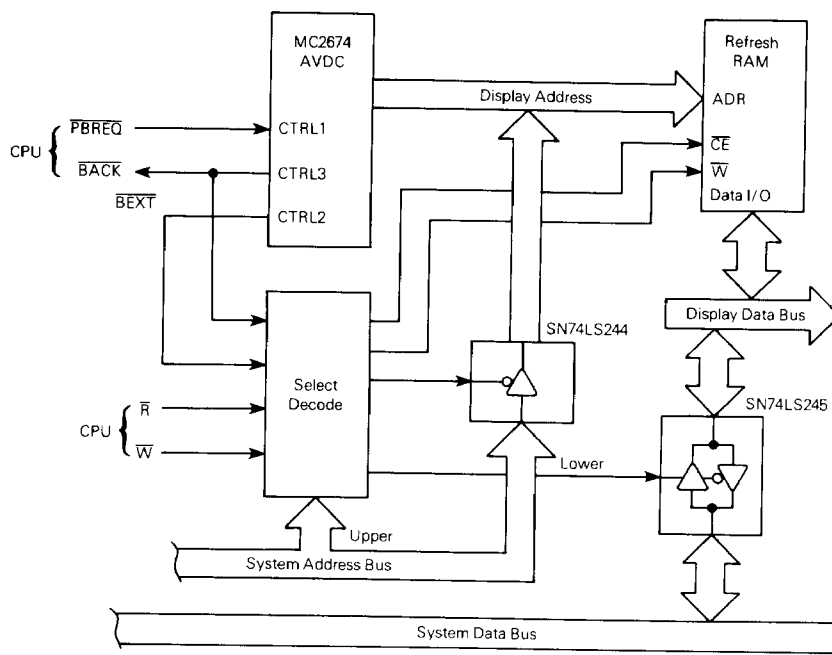 MC2674
AVDC
Refresh
RAM
Display Address
ADR
PBREQ
CTRL1
CPU
CE
BACK
CTRL3
W
BEXT
CTRL2
Data I/O
SN74LS244
Display Data Bus
Select
Decode
SN74LS245
R
CPU
W
Lower
Upper
System Address Bus
System Data Bus